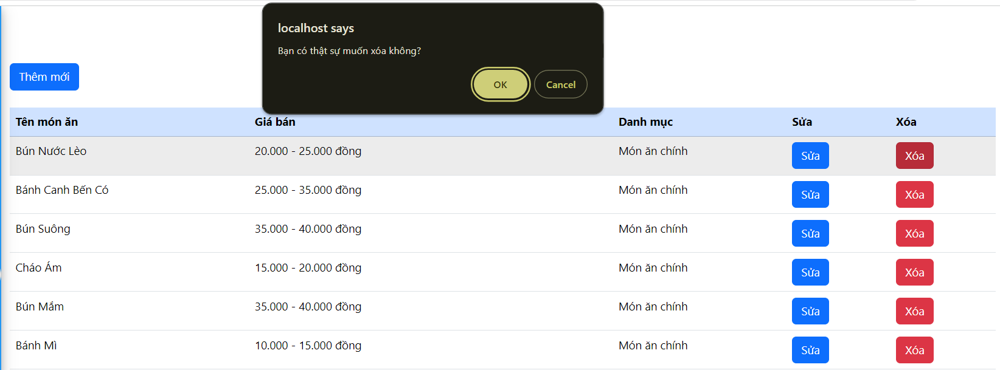 localhost says
Bạn có thật sự muốn xóa không?
OK Cancel
Thêm mới
Tên món ăn Giá bán Danh mục Sửa Xóa
Bún Nước Lèo 20.000 - 25.000 đồng Món ăn chính Sửa Xóa
Bánh Canh Bến Có 25.000 - 35.000 đồng Món ăn chính Sửa Xóa
Bún Suông 35.000 - 40.000 đồng Món ăn chính Sửa Xóa
Cháo Ám 15.000 - 20.000 đồng Món ăn chính Sửa Xóa
Bún Mắm 35.000 - 40.000 đồng Món ăn chính Sửa Xóa
Bánh Mì 10.000 - 15.000 đồng Món ăn chính Sửa Xóa